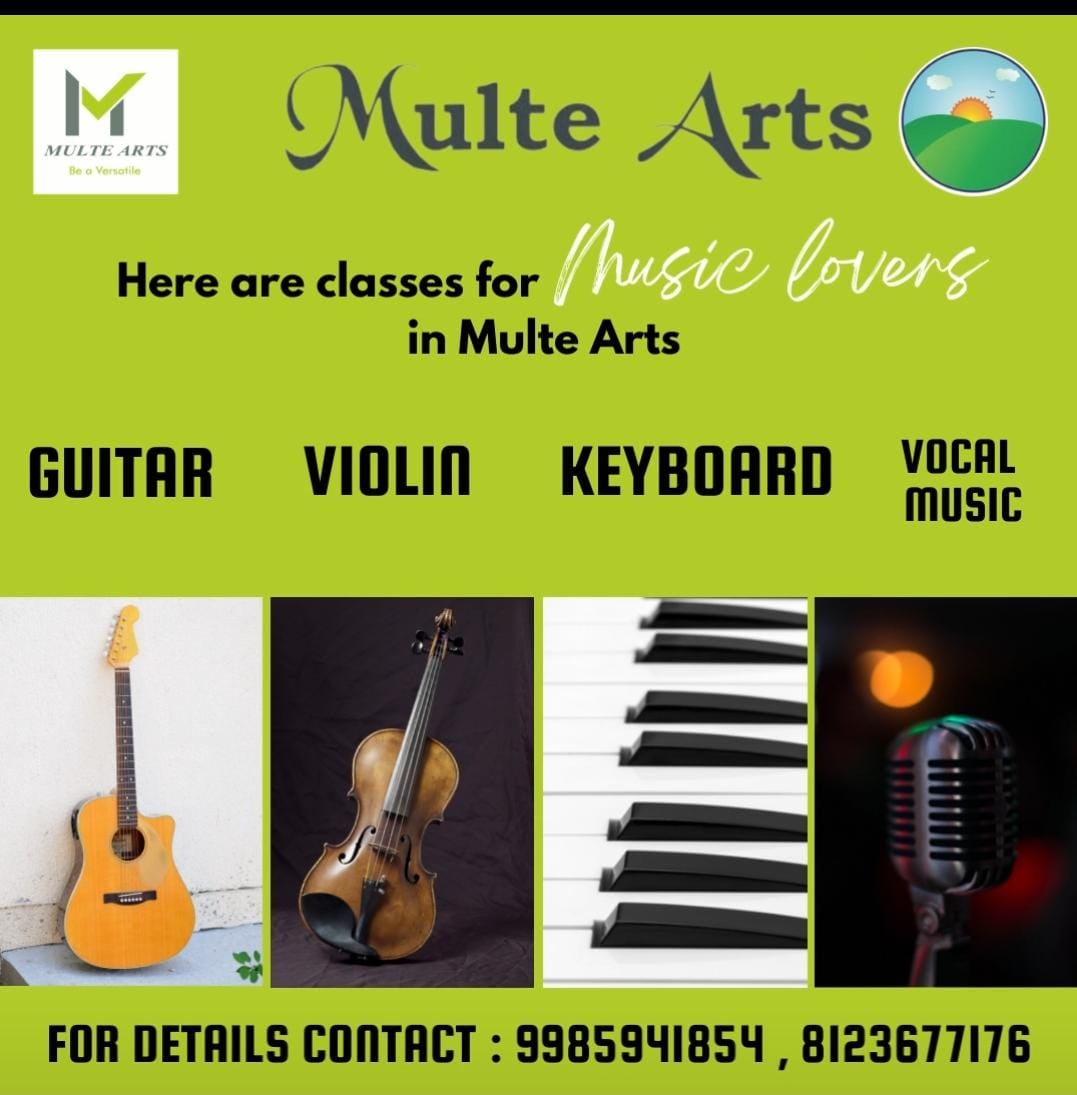 MULTE ARTS
Be a Versatile
Multe Arts
Here are classes for Music lovers
in Multe Arts
GUITAR
VIOLIN
KEYBOARD
VOCAL
MUSIC
FOR DETAILS CONTACT : 9985941854 , 8123677176